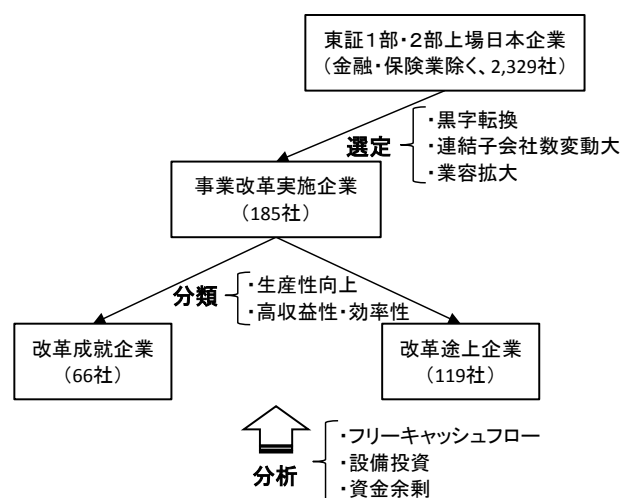 東証1部・2部上場日本企業
（金融・保険業除く、2,329社）
選定
・黒字転換
・連結子会社数変動大
・業容拡大
事業改革実施企業
（185社）
分類
・生産性向上
・高収益性・効率性
改革成就企業
（66社）
改革途上企業
（119社）
分析
・フリーキャッシュフロー
・設備投資
・資金余剰